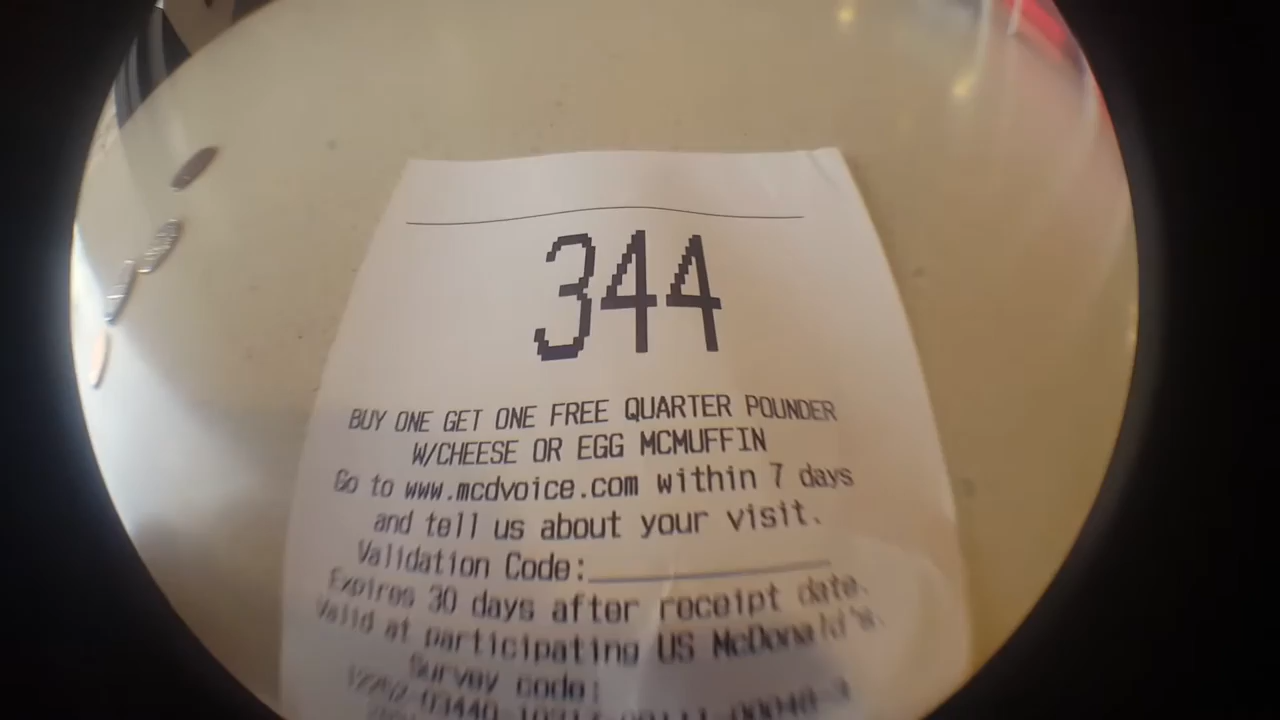 344
BUY ONE GET ONE FREE QUARTER POUNDER
W/CHEESE OR EGG MCMUFFIN
Go to www.mcdvoice.com within 7 days
and tell us about your visit.
Validation Code:
Expires 30 days after receipt date.
Valid at participating US McDonald's.
Survey code: